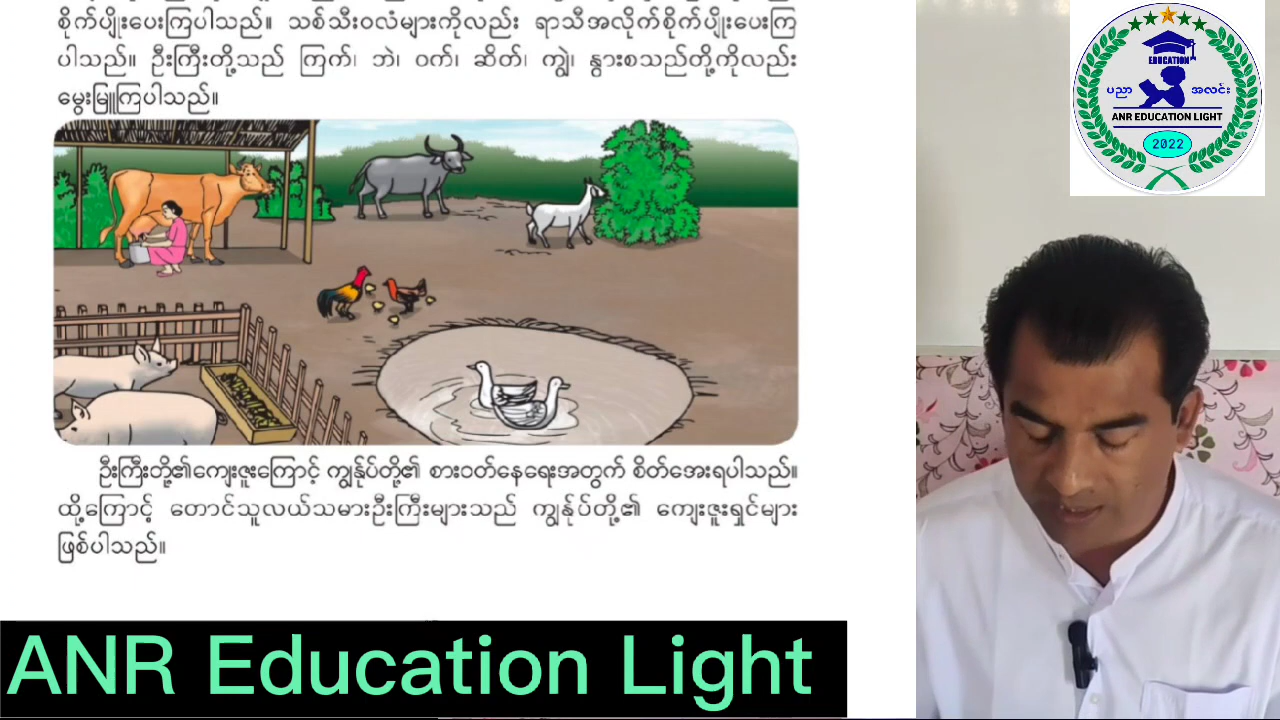 စိုက်ပျိုးပေးကြပါသည်။ သစ်သီးဝလံများကိုလည်း ရာသီအလိုက်စိုက်ပျိုးပေးကြ
ပါသည်။ ဦးကြီးတို့သည် ကြက်၊ ဘဲ၊ ဝက်၊ ဆိတ်၊ ကျွဲ၊ နွားစသည်တို့ကိုလည်း
မွေးမြူကြပါသည်။
ဦးကြီးတို့၏ကျေးဇူးကြောင့် ကျွန်ုပ်တို့၏ စားဝတ်နေရေးအတွက် စိတ်အေးရပါသည်။
ထို့ကြောင့် တောင်သူလယ်သမားဦးကြီးများသည် ကျွန်ုပ်တို့၏ ကျေးဇူးရှင်များ
ဖြစ်ပါသည်။
ANR Education Light
EDUCATION
ပညာ အလင်း
ANR EDUCATION LIGHT
2022